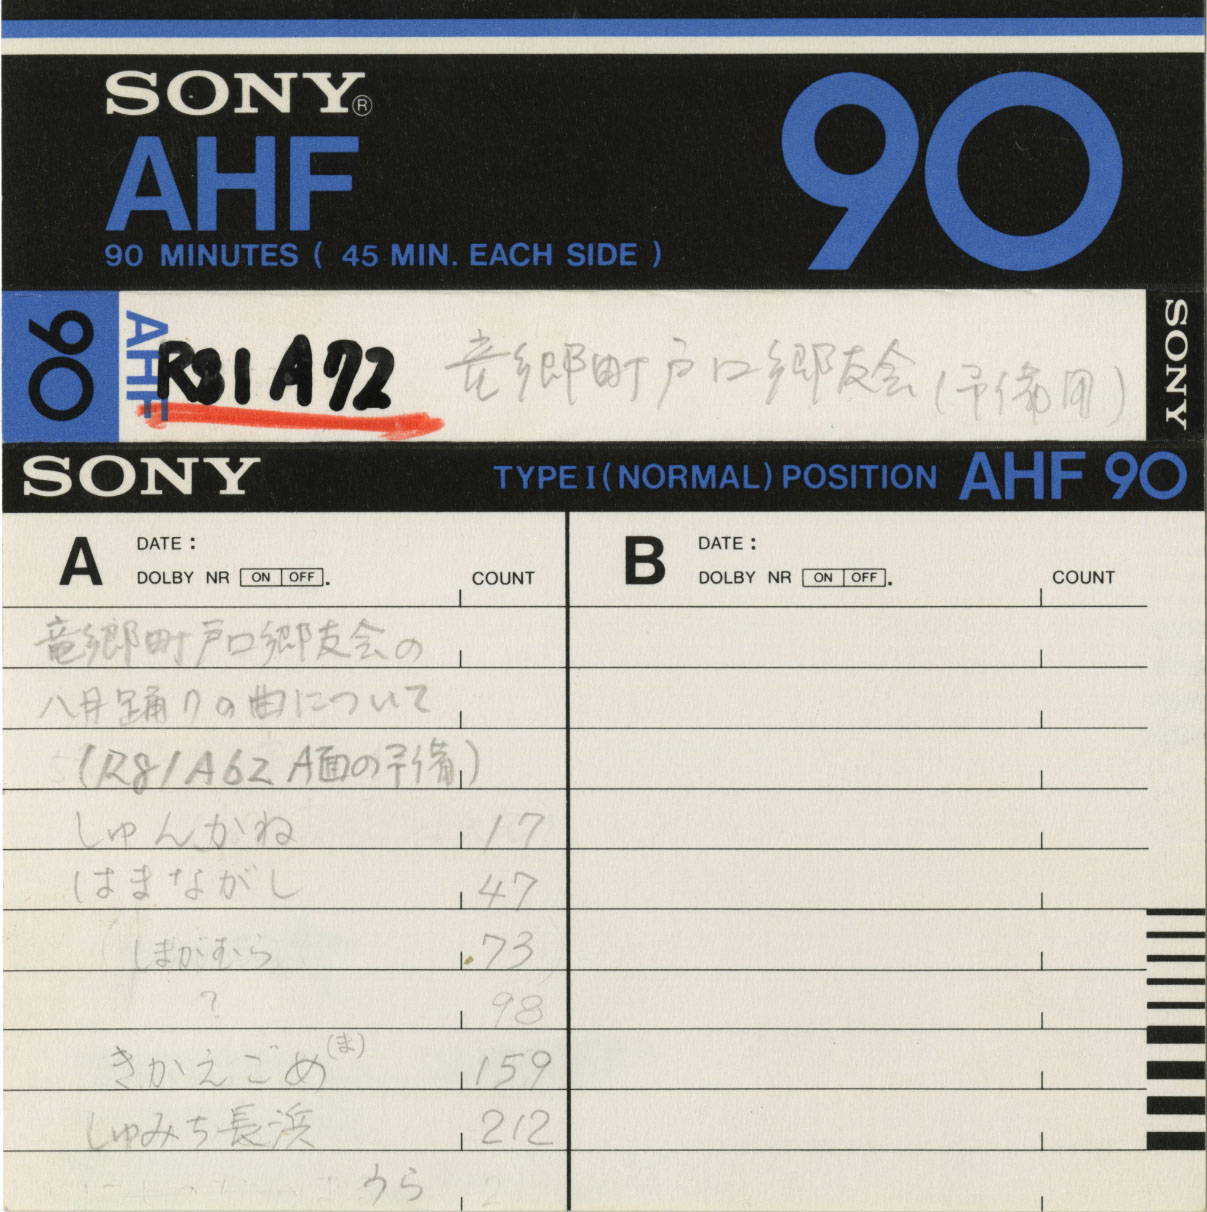 SONY®
AHF
90
90 MINUTES ( 45 MIN. EACH SIDE )
90
AHF
R81 A72 竜郷町戸口郷友会(予備用)
SONY
SONY TYPE I (NORMAL) POSITION AHF 90
A DATE :
DOLBY NR ON OFF . COUNT
B DATE :
DOLBY NR ON OFF . COUNT
竜郷町戸口郷友会の
八月踊りの曲について
(R81A62 A面の予備)
しゅんかね 17
はまながし 47
(しまがむら 73)
? 98
きかえごめ(ま) 159
しゅみち長浜 212
うら 2